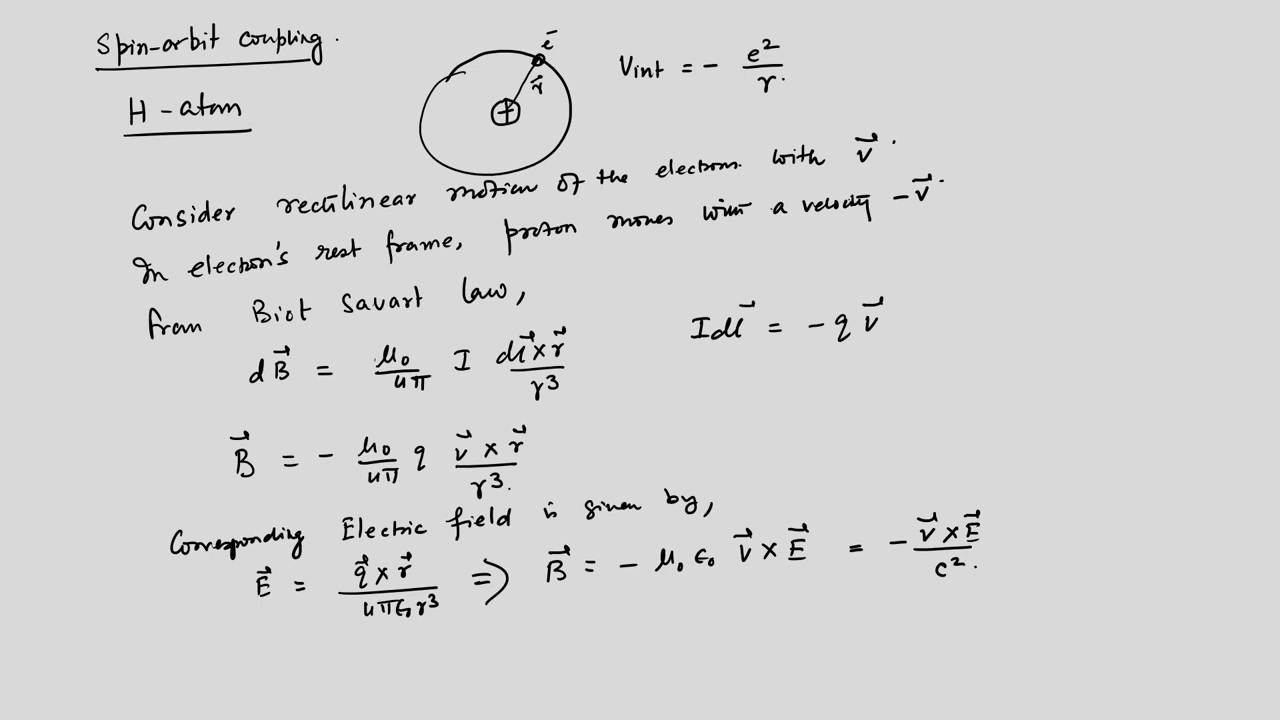 Spin-orbit coupling.
H - atom
e⁻
r⃗
+
Vint = - e²/r.
Consider rectilinear motion of the electron. with v⃗.
In electron's rest frame, proton moves with a velocity -v⃗.
from Biot Savart law,
dB⃗ = μ₀/4π I dl⃗ × r⃗/r³
Idl⃗ = - q v⃗
B⃗ = - μ₀/4π q v⃗ × r⃗/r³.
Corresponding Electric field is given by,
E⃗ = q⃗ × r⃗/4πε₀r³ ⇒ B⃗ = - μ₀ ε₀ v⃗ × E⃗ = - v⃗ × E⃗/c².